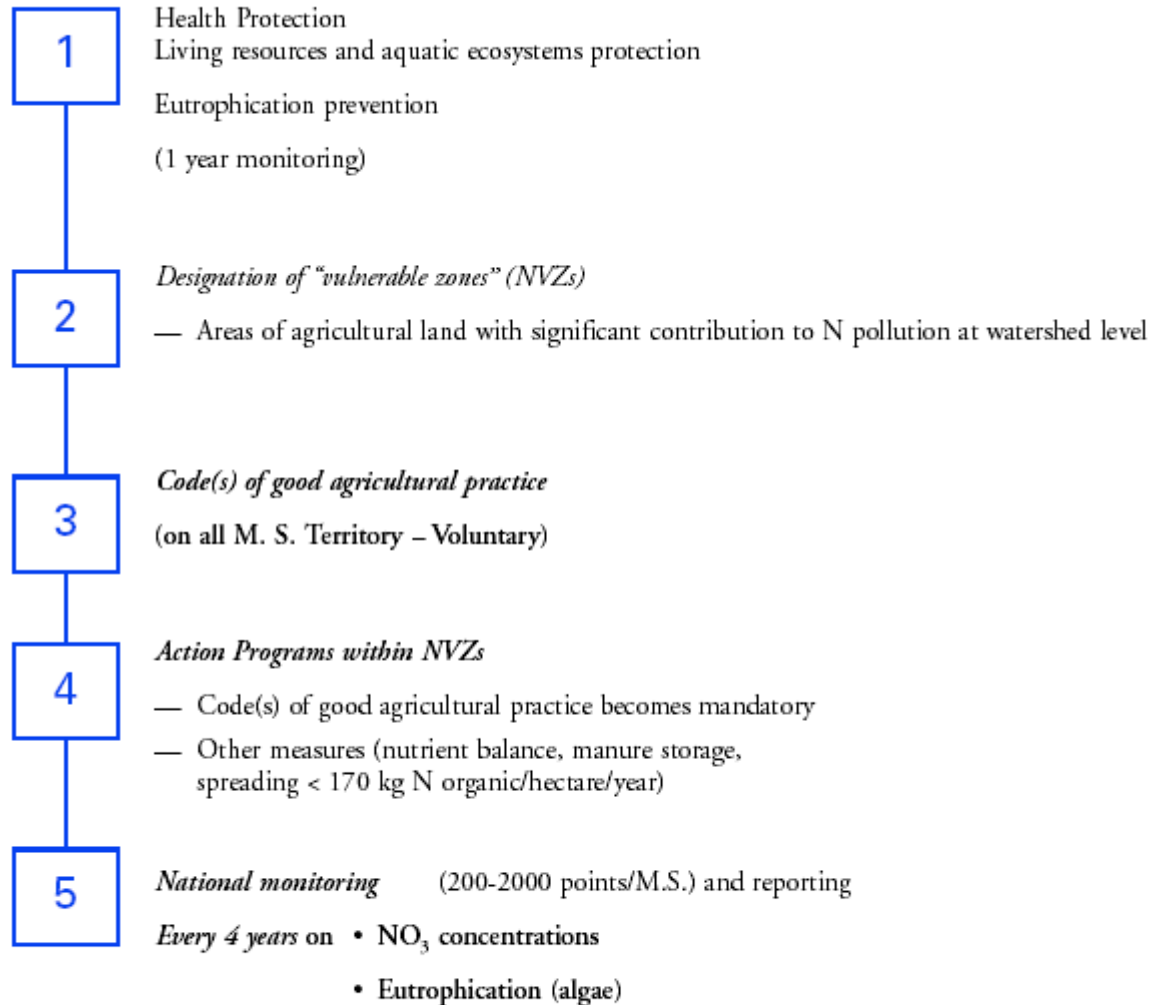 1
Health Protection
Living resources and aquatic ecosystems protection
Eutrophication prevention
(1 year monitoring)
2
Designation of “vulnerable zones” (NVZs)
— Areas of agricultural land with significant contribution to N pollution at watershed level
3
Code(s) of good agricultural practice
(on all M. S. Territory – Voluntary)
4
Action Programs within NVZs
— Code(s) of good agricultural practice becomes mandatory
— Other measures (nutrient balance, manure storage,
spreading < 170 kg N organic/hectare/year)
5
National monitoring (200-2000 points/M.S.) and reporting
Every 4 years on • NO₃ concentrations
• Eutrophication (algae)